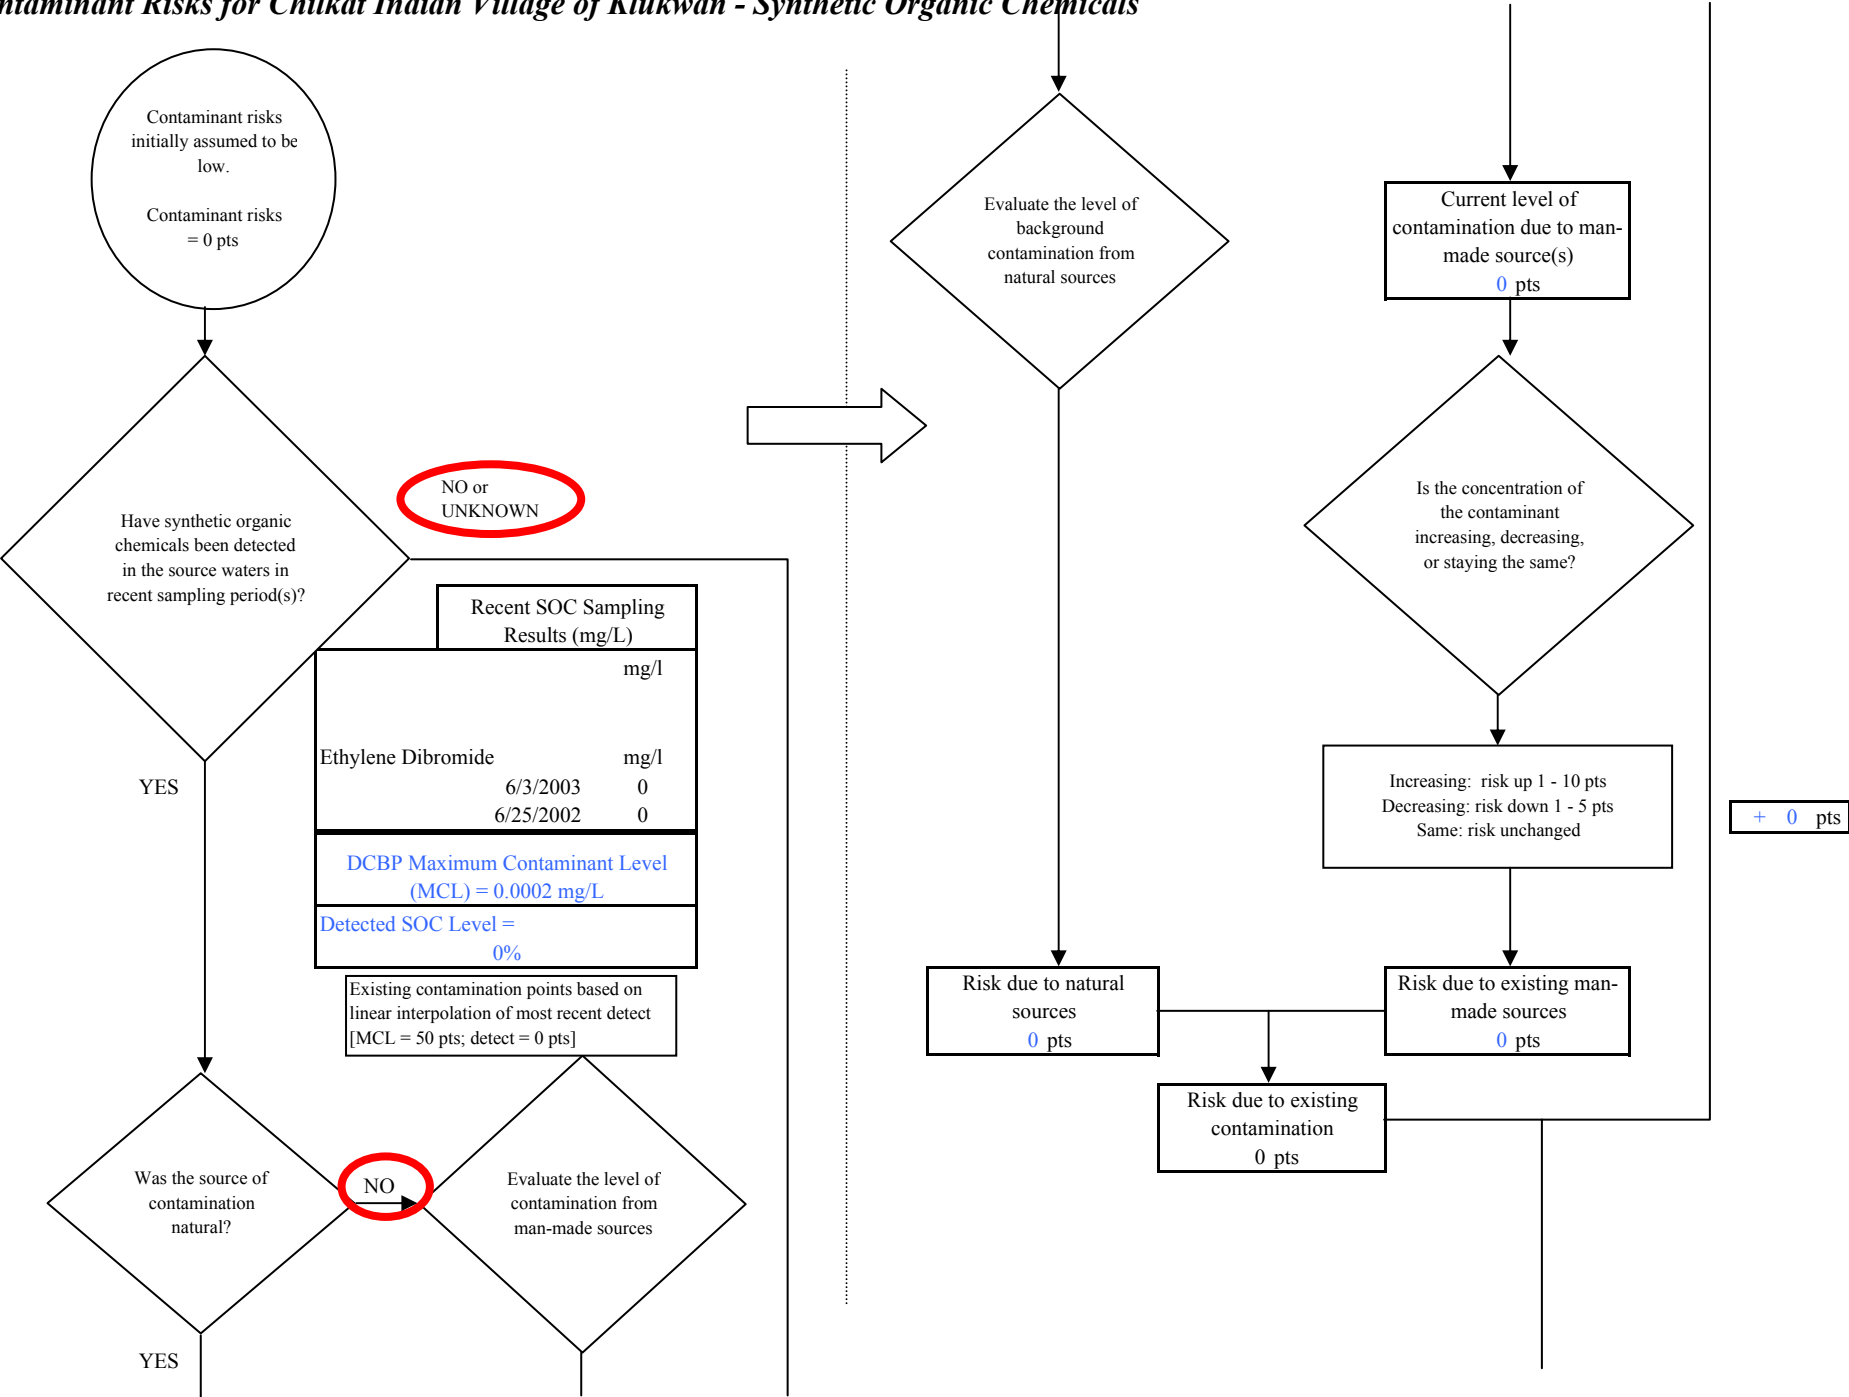 ntaminant Risks for Chilkat Indian Village of Klukwan - Synthetic Organic Chemicals
Contaminant risks
initially assumed to be
low.
Contaminant risks
= 0 pts
NO or
UNKNOWN
Have synthetic organic
chemicals been detected
in the source waters in
recent sampling period(s)?
Recent SOC Sampling
Results (mg/L)
mg/l
Ethylene Dibromide mg/l
6/3/2003 0
6/25/2002 0
DCBP Maximum Contaminant Level
(MCL) = 0.0002 mg/L
Detected SOC Level =
0%
YES
Existing contamination points based on
linear interpolation of most recent detect
[MCL = 50 pts; detect = 0 pts]
Was the source of
contamination
natural?
NO
Evaluate the level of
contamination from
man-made sources
YES
Evaluate the level of
background
contamination from
natural sources
Current level of
contamination due to man-
made source(s)
0 pts
Is the concentration of
the contaminant
increasing, decreasing,
or staying the same?
Increasing: risk up 1 - 10 pts
Decreasing: risk down 1 - 5 pts
Same: risk unchanged
+ 0 pts
Risk due to natural
sources
0 pts
Risk due to existing man-
made sources
0 pts
Risk due to existing
contamination
0 pts